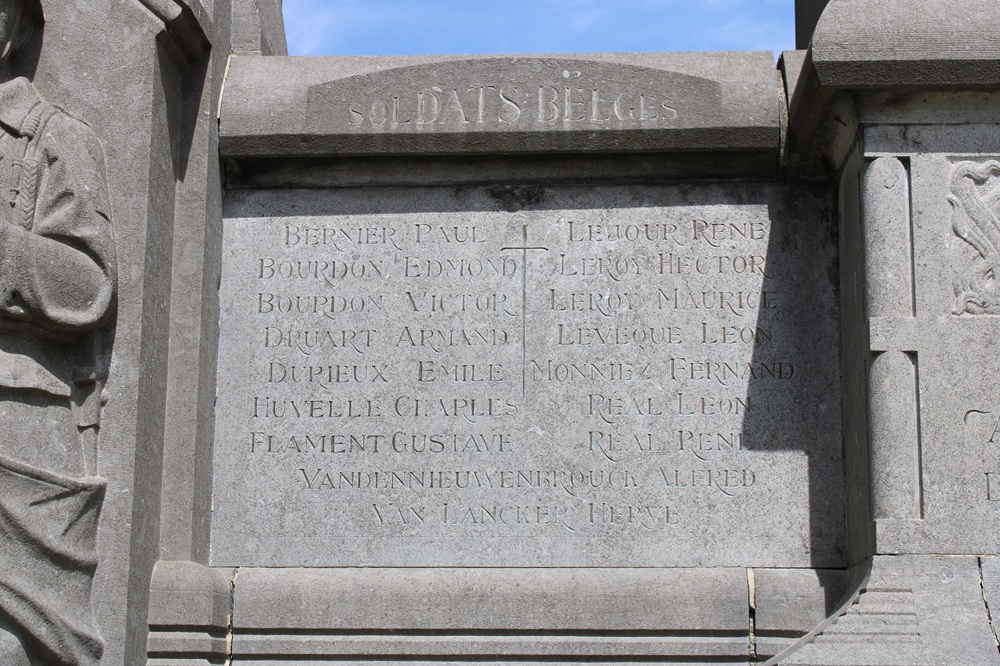 SOLDATS BËLGES
BERNIER PAUL
BOURDON EDMOND
BOURDON VICTOR
DRUART ARMAND
DURIEUX EMILE
HUVELLE CHARLES
FLAMENT GUSTAVE
LEJOUR RENE
LEROY HECTOR
LEROY MAURICE
LEVEQUE LEON
MONNIEZ FERNAND
REAL LEON
REAL RENE
VANDENNIEUWENBROUCK ALFRED
VAN LANCKER HERVE